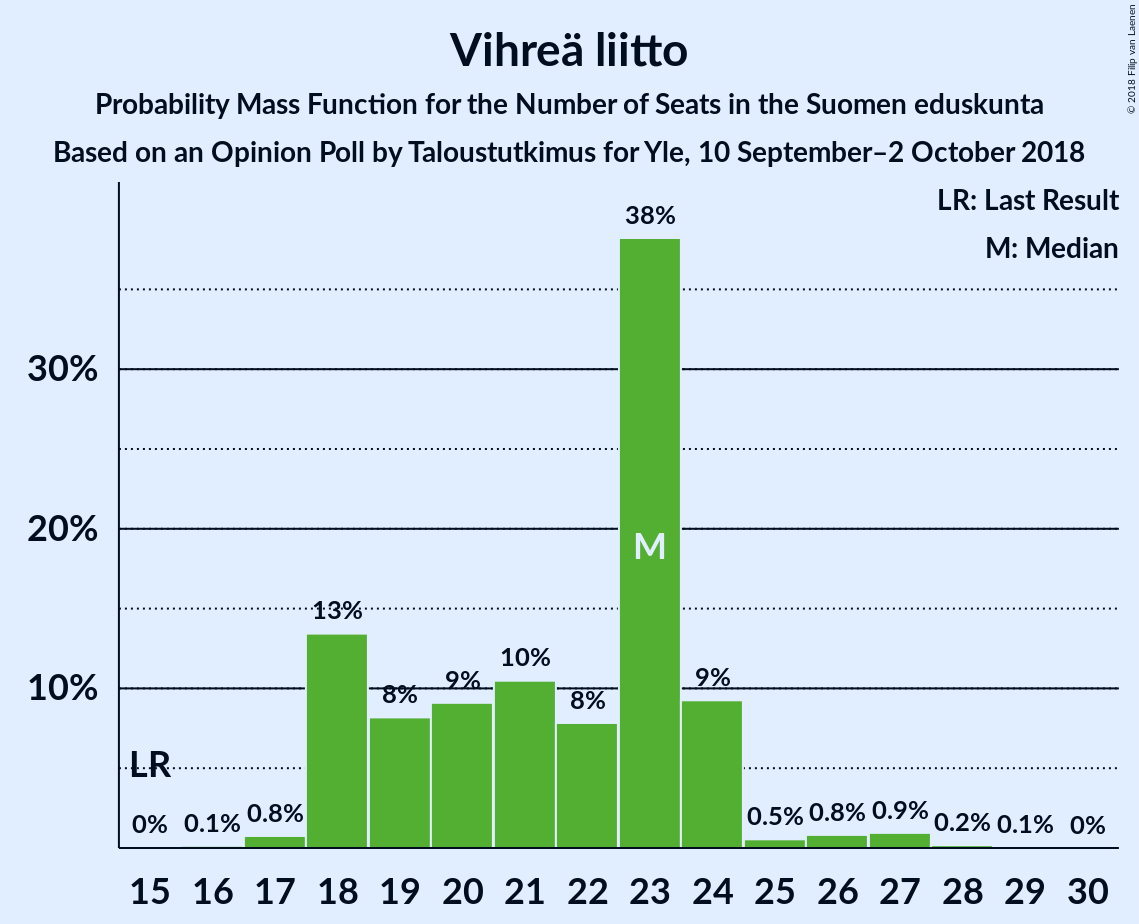 Vihreä liitto
Probability Mass Function for the Number of Seats in the Suomen eduskunta
Based on an Opinion Poll by Taloustutkimus for Yle, 10 September–2 October 2018
© 2018 Filip van Laenen
LR: Last Result
M: Median
38%
30%
20%
M
13%
10%
8%
9%
10%
8%
9%
LR
0%
0.1%
0.8%
0.5%
0.8%
0.9%
0.2%
0.1%
0%
15 16 17 18 19 20 21 22 23 24 25 26 27 28 29 30